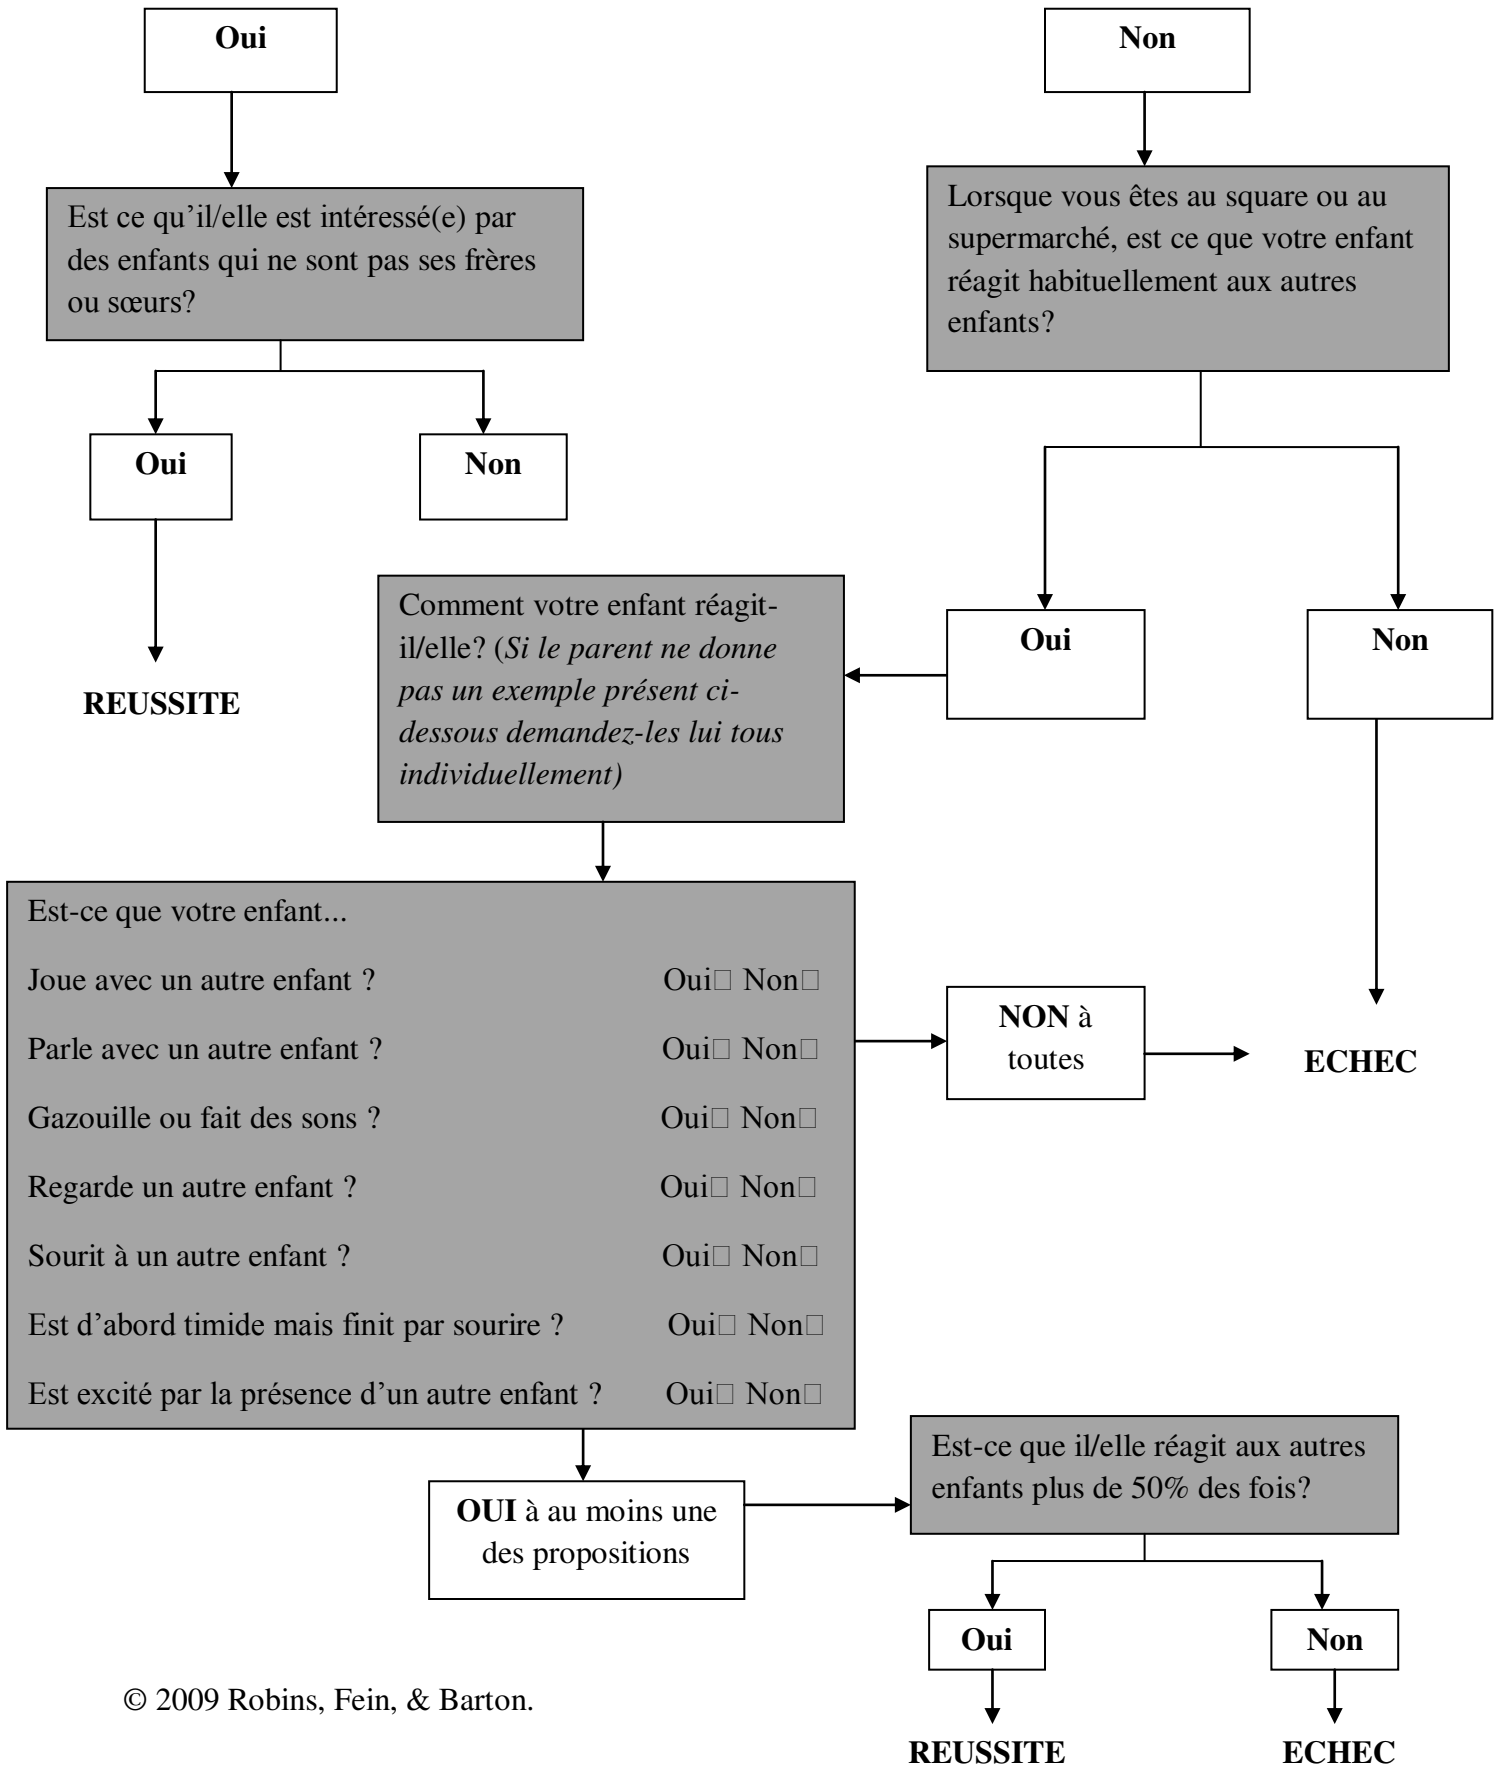 Oui
Non
Est ce qu’il/elle est intéressé(e) par
des enfants qui ne sont pas ses frères
ou sœurs?
Lorsque vous êtes au square ou au
supermarché, est ce que votre enfant
réagit habituellement aux autres
enfants?
Oui
Non
REUSSITE
Comment votre enfant réagit-
il/elle? (Si le parent ne donne
pas un exemple présent ci-
dessous demandez-les lui tous
individuellement)
Oui
Non
Est-ce que votre enfant...
Joue avec un autre enfant ? Oui□ Non□
Parle avec un autre enfant ? Oui□ Non□
Gazouille ou fait des sons ? Oui□ Non□
Regarde un autre enfant ? Oui□ Non□
Sourit à un autre enfant ? Oui□ Non□
Est d’abord timide mais finit par sourire ? Oui□ Non□
Est excité par la présence d’un autre enfant ? Oui□ Non□
NON à
toutes
ECHEC
OUI à au moins une
des propositions
Est-ce que il/elle réagit aux autres
enfants plus de 50% des fois?
Oui
Non
REUSSITE
ECHEC
© 2009 Robins, Fein, & Barton.